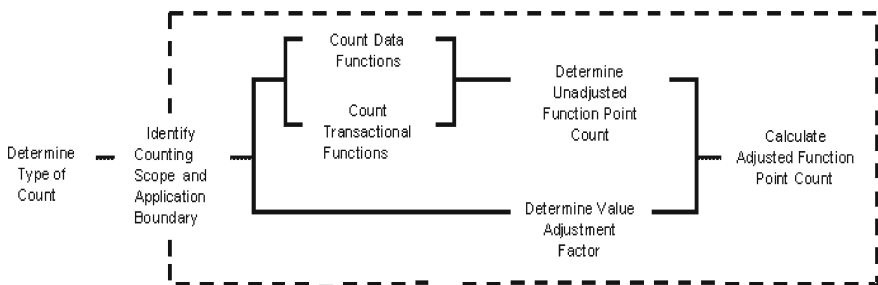 Determine
Type of
Count
Identify
Counting
Scope and
Application
Boundary
Count Data
Functions
Count
Transactional
Functions
Determine
Unadjusted
Function Point
Count
Determine Value
Adjustment
Factor
Calculate
Adjusted Function
Point Count